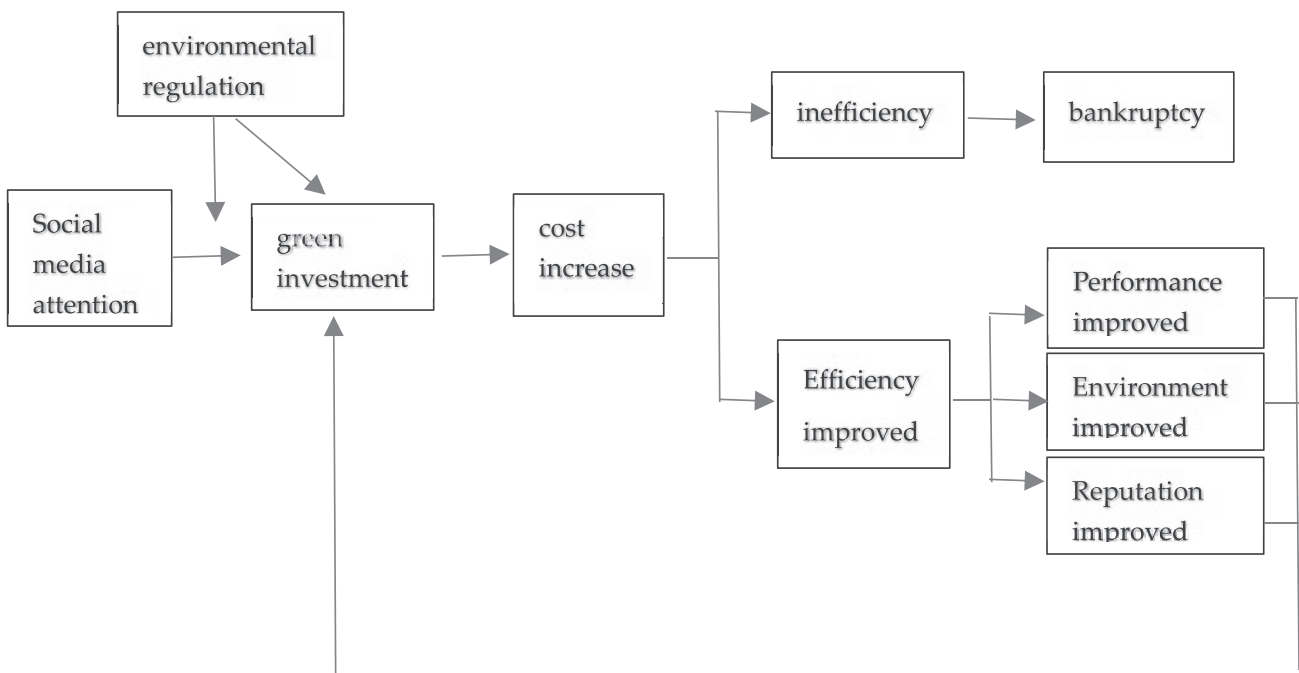 environmental
regulation
Social
media
attention
green
investment
cost
increase
inefficiency
bankruptcy
Efficiency
improved
Performance
improved
Environment
improved
Reputation
improved